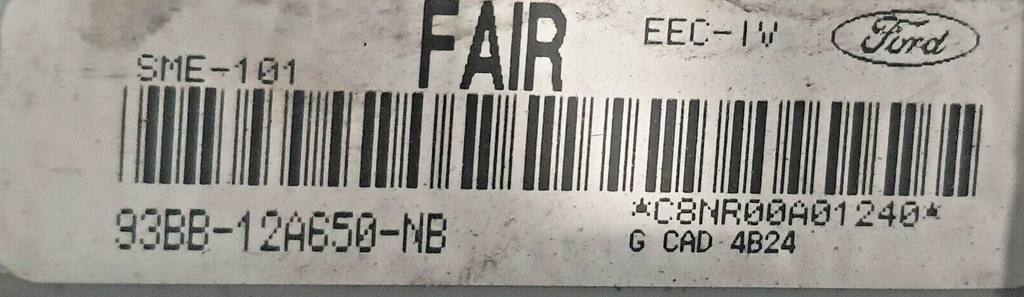 FAIR EEC-IV Ford
SME-101
*C8NR00A01240*
93BB-12A650-NB
G CAD 4B24